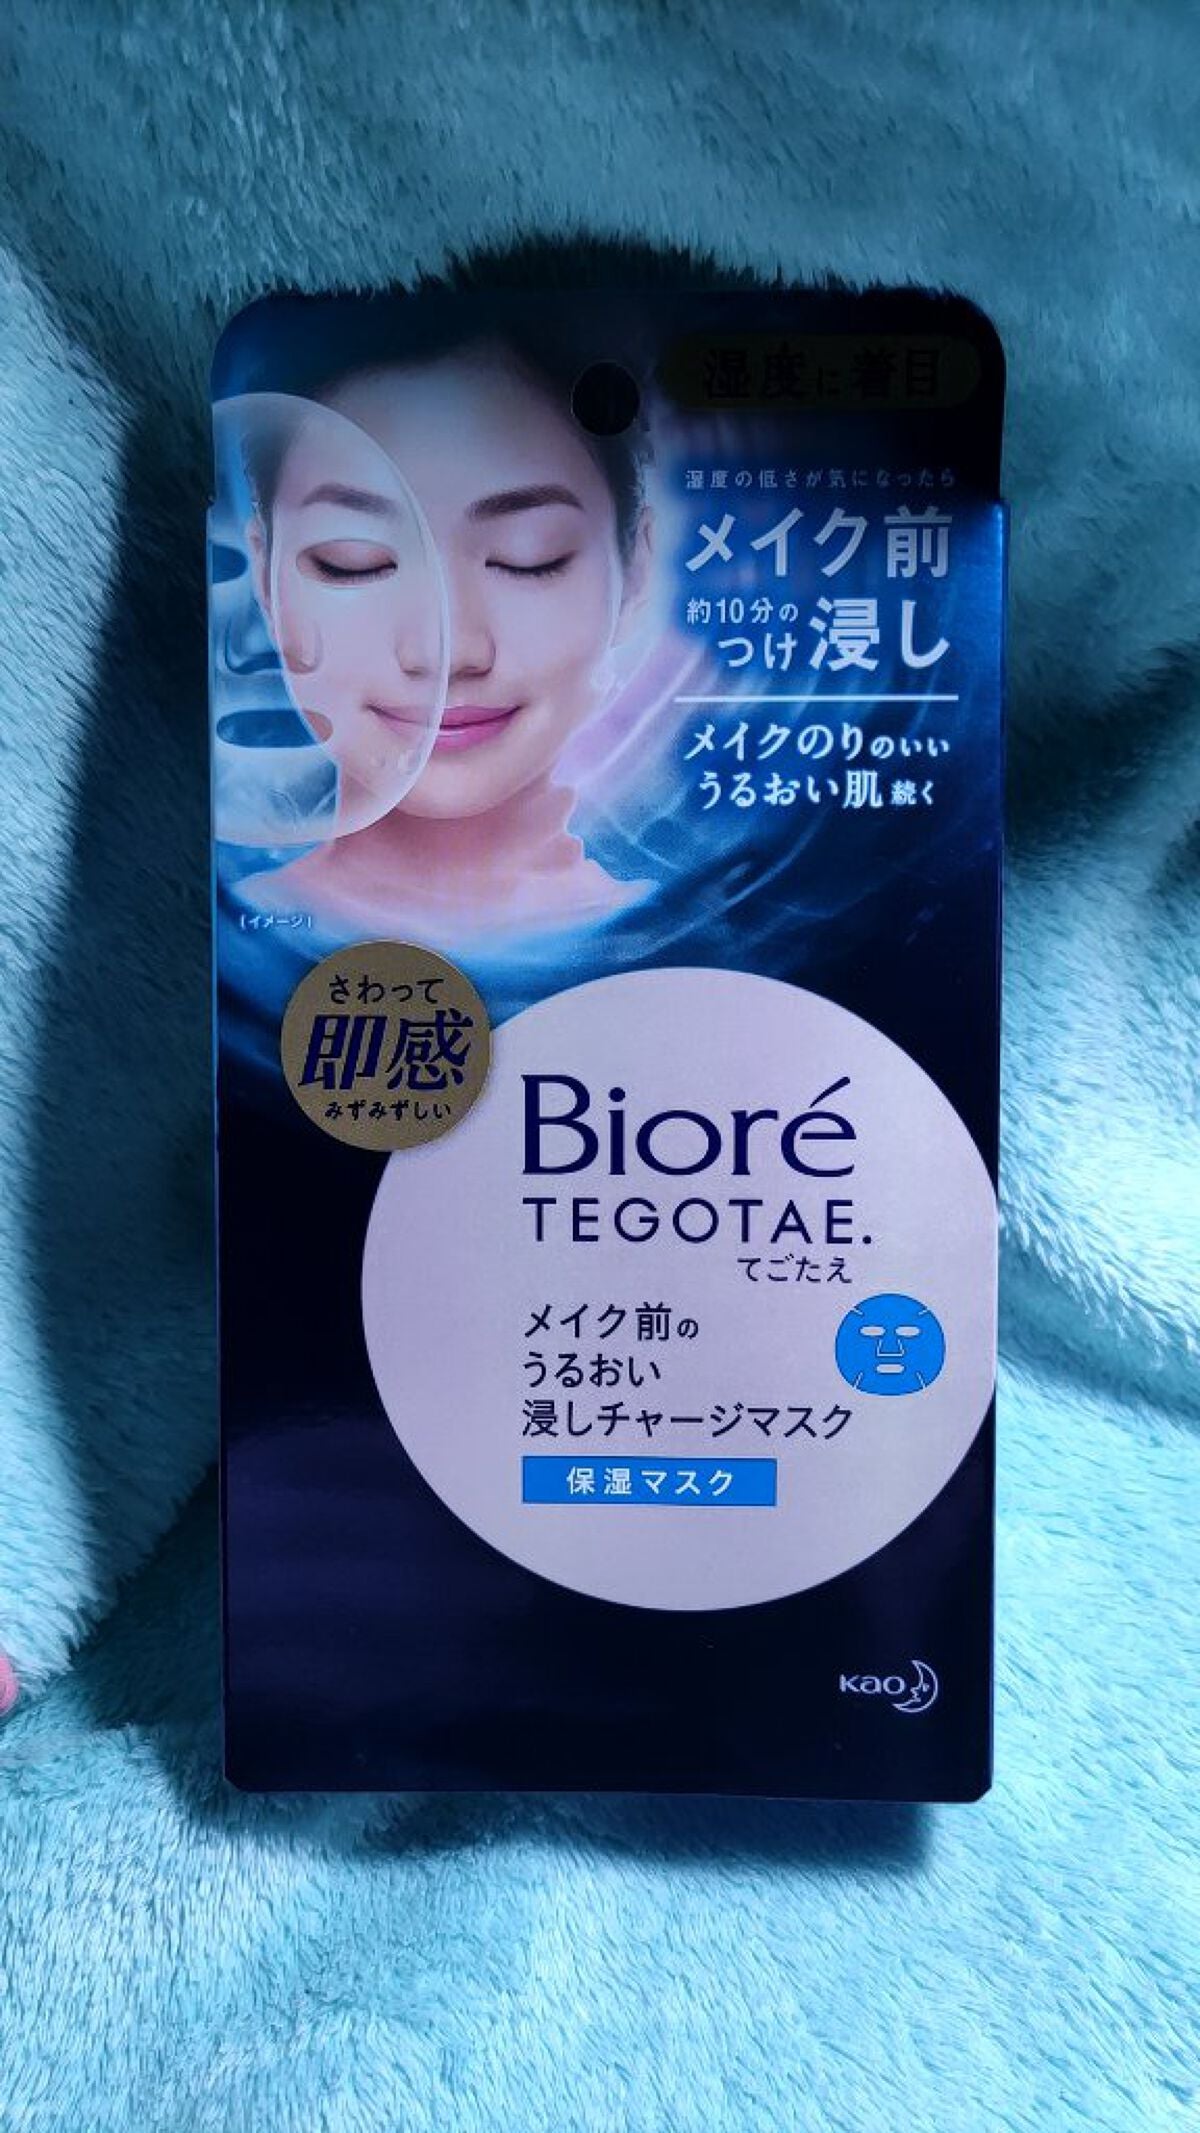 湿度に着目
湿度の低さが気になったら
メイク前
約10分の
つけ浸し
メイクのりのいい
うるおい肌続く
(イメージ)
さわって
即感
みずみずしい
Bioré
TEGOTAE.
てごたえ
メイク前の
うるおい
浸しチャージマスク
保湿マスク
Kao